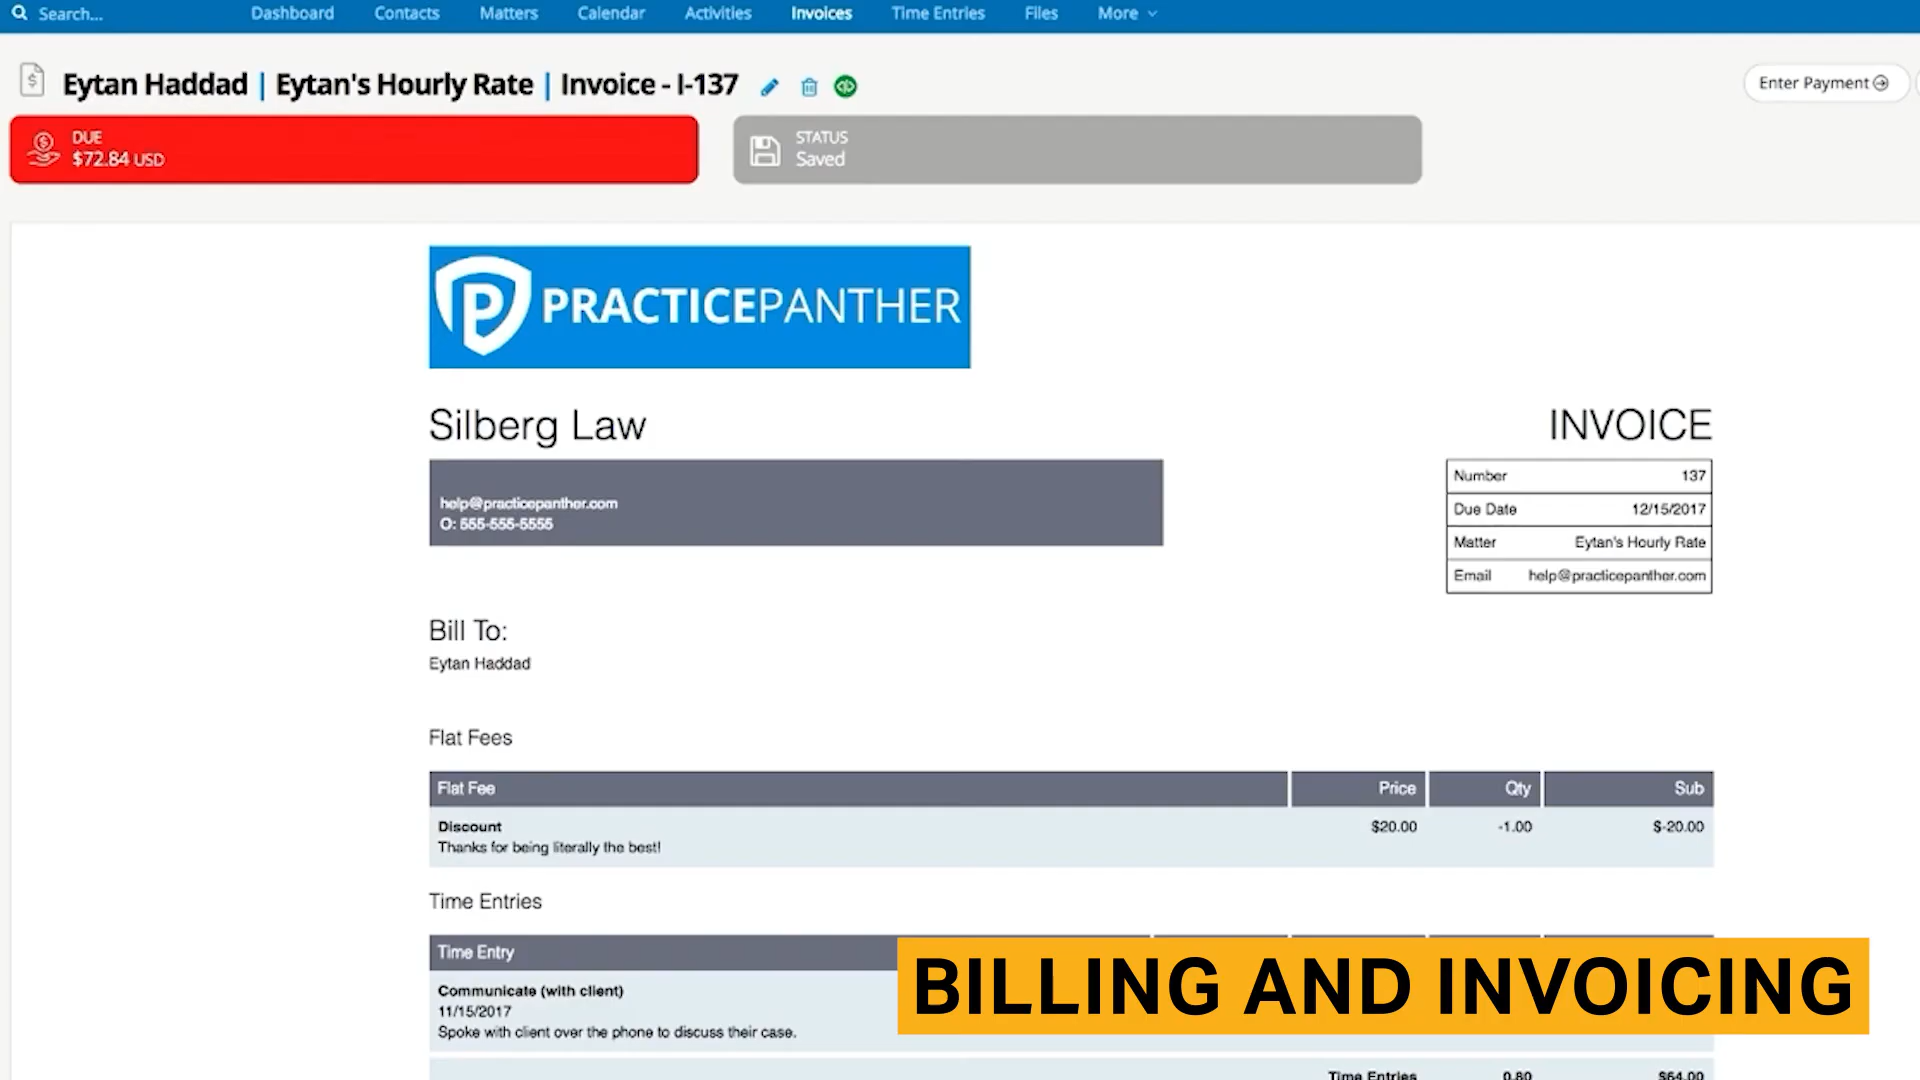 Search... Dashboard Contacts Matters Calendar Activities Invoices Time Entries Files More
Eytan Haddad | Eytan's Hourly Rate | Invoice - I-137
Enter Payment
DUE
$72.84 USD
STATUS
Saved
PRACTICEPANTHER
Silberg Law
INVOICE
help@practicepanther.com
O: 555-555-5555
Number 137
Due Date 12/15/2017
Matter Eytan's Hourly Rate
Email help@practicepanther.com
Bill To:
Eytan Haddad
Flat Fees
Flat Fee Price Qty Sub
Discount $20.00 -1.00 $-20.00
Thanks for being literally the best!
Time Entries
Time Entry
BILLING AND INVOICING
Communicate (with client)
11/15/2017
Spoke with client over the phone to discuss their case.
Time Entries 0.80 $64.00